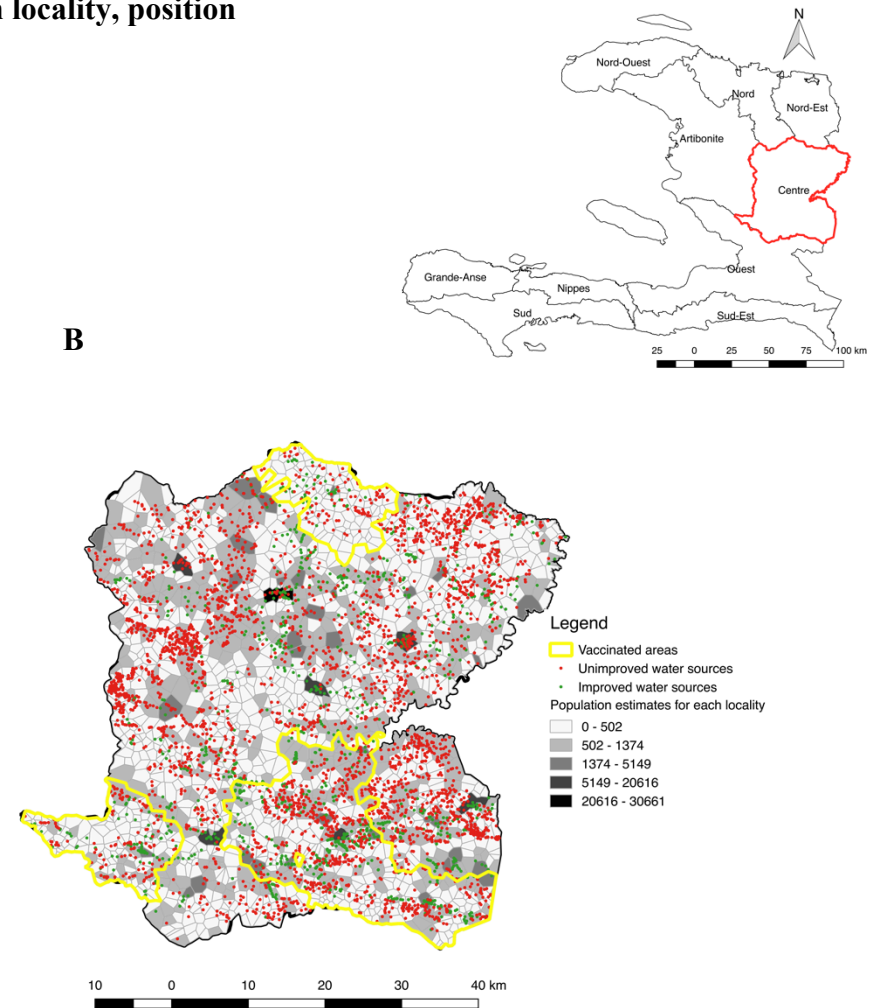 locality, position
N
Nord-Ouest
Nord
Nord-Est
Artibonite
Centre
Ouest
Grande-Anse
Nippes
Sud
Sud-Est
25 0 25 50 75 100 km
B
Legend
Vaccinated areas
Unimproved water sources
Improved water sources
Population estimates for each locality
0 - 502
502 - 1374
1374 - 5149
5149 - 20616
20616 - 30661
10 0 10 20 30 40 km